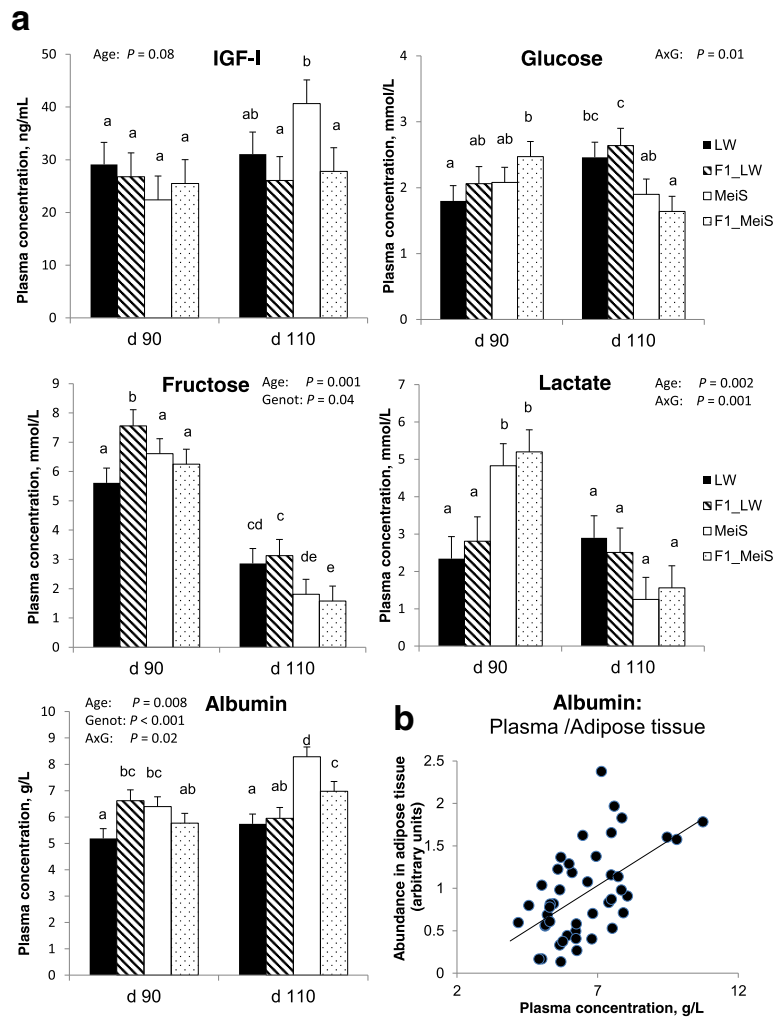 a
IGF-I
Age: P = 0.08
Plasma concentration, ng/mL
50
40
30
20
10
0
a
a
a
a
ab
a
b
a
d 90
d 110
Glucose
AxG: P = 0.01
Plasma concentration, mmol/L
4
3
2
1
0
a
ab
ab
b
bc
c
ab
a
d 90
d 110
LW
F1_LW
MeiS
F1_MeiS
Fructose
Age: P = 0.001
Genot: P = 0.04
Plasma concentration, mmol/L
9
8
7
6
5
4
3
2
1
0
a
b
a
a
cd
c
de
e
d 90
d 110
Lactate
Age: P = 0.002
AxG: P = 0.001
Plasma concentration, mmol/L
7
6
5
4
3
2
1
0
a
a
b
b
a
a
a
a
d 90
d 110
LW
F1_LW
MeiS
F1_MeiS
Albumin
Age: P = 0.008
Genot: P < 0.001
AxG: P = 0.02
Plasma concentration, g/L
10
9
8
7
6
5
4
3
2
1
0
a
bc
bc
ab
a
ab
d
c
d 90
d 110
b
Albumin:
Plasma /Adipose tissue
Abundance in adipose tissue
(arbitrary units)
2.5
2
1.5
1
0.5
0
2
7
12
Plasma concentration, g/L